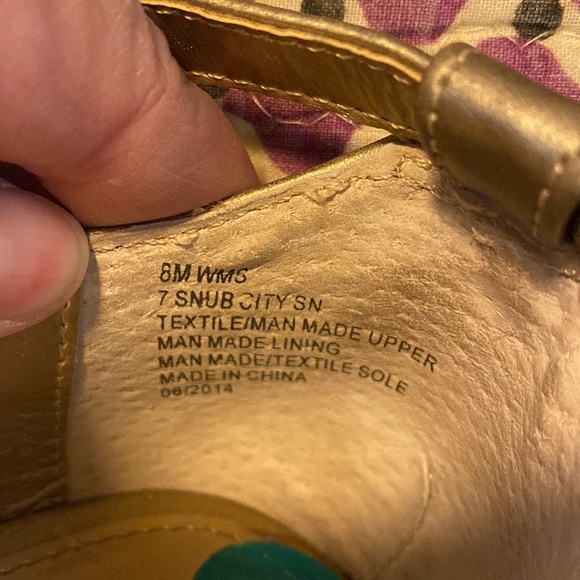 8M WMS
7 SNUB CITY SN
TEXTILE/MAN MADE UPPER
MAN MADE LINING
MAN MADE/TEXTILE SOLE
MADE IN CHINA
06/2014